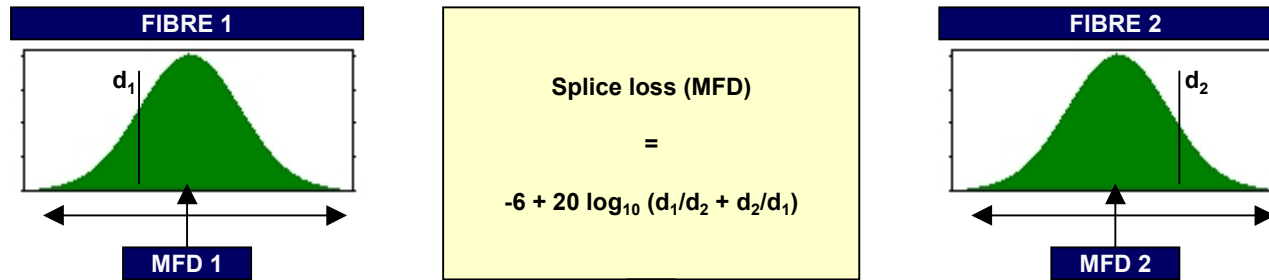 FIBRE 1
d₁
MFD 1
Splice loss (MFD)
=
-6 + 20 log₁₀ (d₁/d₂ + d₂/d₁)
FIBRE 2
d₂
MFD 2